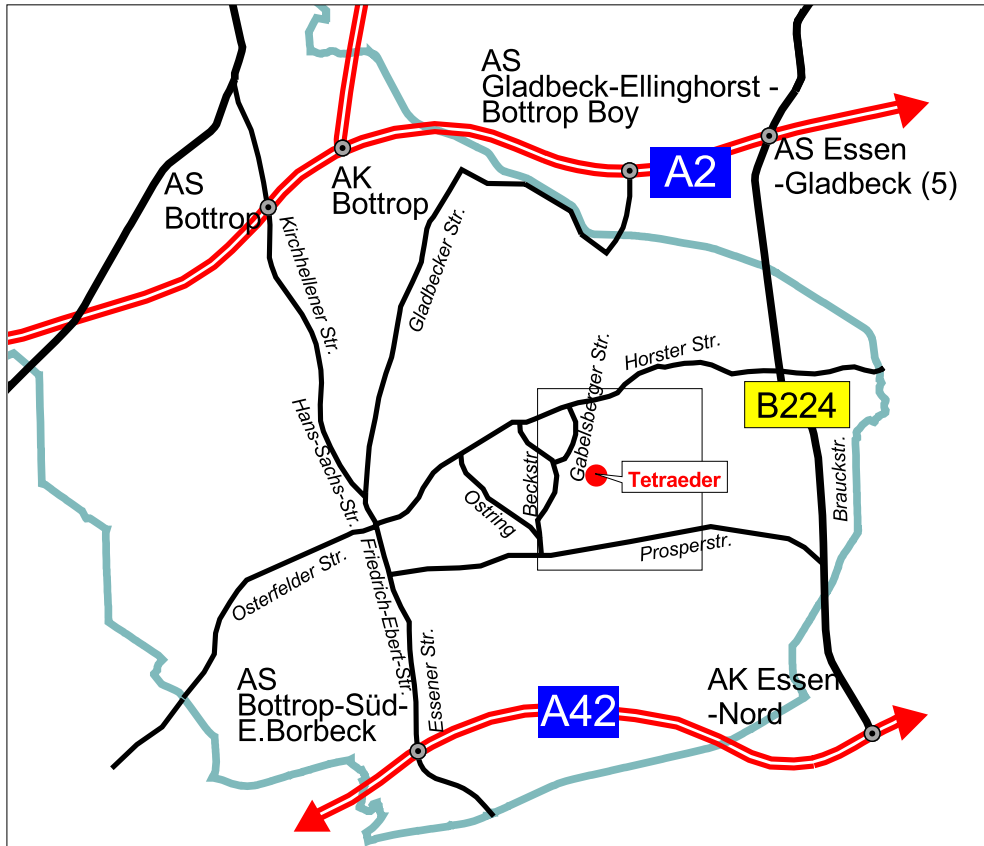 AS
Gladbeck-Ellinghorst -
Bottrop Boy
A2
AS Essen
-Gladbeck (5)
AS
Bottrop
AK
Bottrop
Kirchhellener Str.
Gladbecker Str.
Horster Str.
Gabelsberger Str.
B224
Hans-Sachs-Str.
Beckstr.
Tetraeder
Ostring
Brauckstr.
Prosperstr.
Osterfelder Str.
Friedrich-Ebert-Str.
Essener Str.
AS
Bottrop-Süd-
E.Borbeck
A42
AK Essen
-Nord